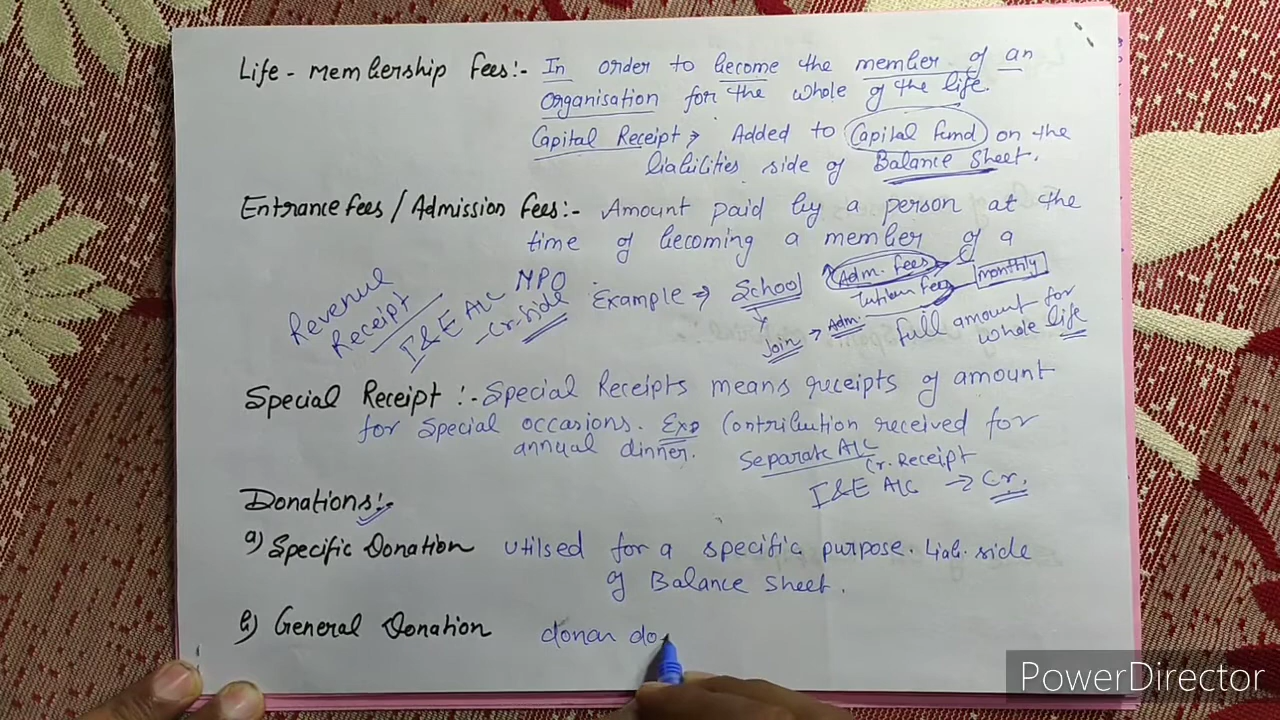 Life - Membership Fees :- In order to become the member of an
Organisation for the whole of the life.
Capital Receipt → Added to Capital Fund on the
liabilities side of Balance Sheet.
Entrance fees / Admission Fees :- Amount paid by a person at the
time of becoming a member of a
NPO Example → School Adm. Fees
Tution Fees monthly
Revenue
Receipt
I&E A/C
-Cr. side
Join → Adm. full amount for
whole life
Special Receipt :- Special Receipts means receipts of amount
for special occasions. Exp Contribution received for
annual dinner. Separate A/C
Cr. Receipt
I&E A/C → Cr.
Donations :-
a) Specific Donation Utilsed for a specific purpose. Liab. side
of Balance Sheet.
b) General Donation donar do
PowerDirector